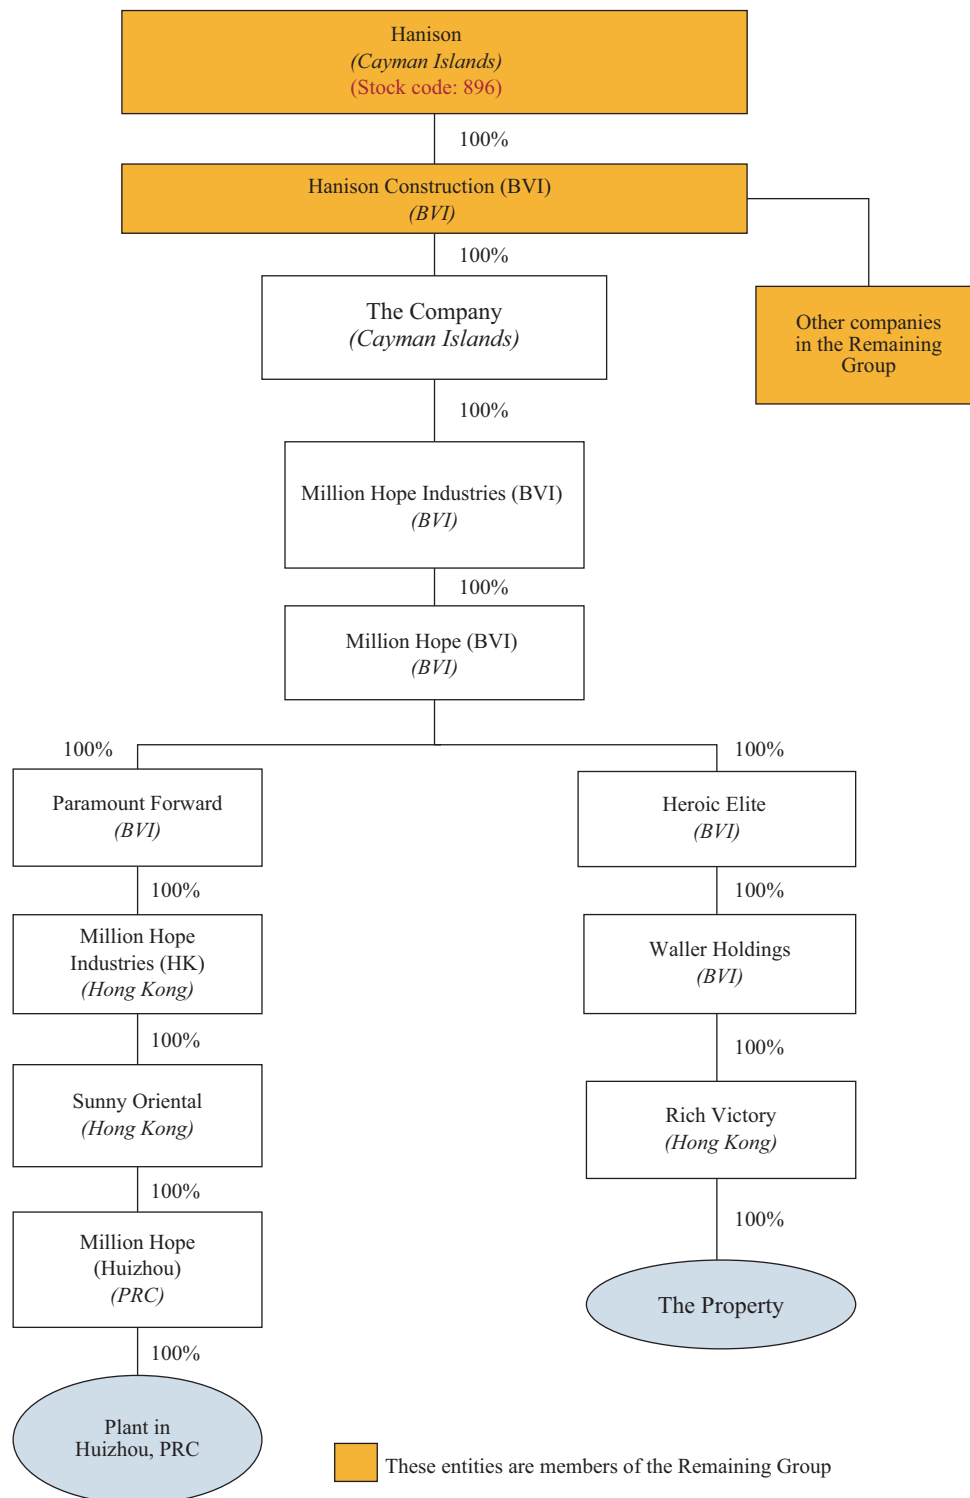 Hanison
(Cayman Islands)
(Stock code: 896)
100%
Hanison Construction (BVI)
(BVI)
100%
The Company
(Cayman Islands)
Other companies
in the Remaining
Group
100%
Million Hope Industries (BVI)
(BVI)
100%
Million Hope (BVI)
(BVI)
100%
100%
Paramount Forward
(BVI)
Heroic Elite
(BVI)
100%
100%
Million Hope
Industries (HK)
(Hong Kong)
Waller Holdings
(BVI)
100%
100%
Sunny Oriental
(Hong Kong)
Rich Victory
(Hong Kong)
100%
100%
Million Hope
(Huizhou)
(PRC)
The Property
100%
Plant in
Huizhou, PRC
These entities are members of the Remaining Group